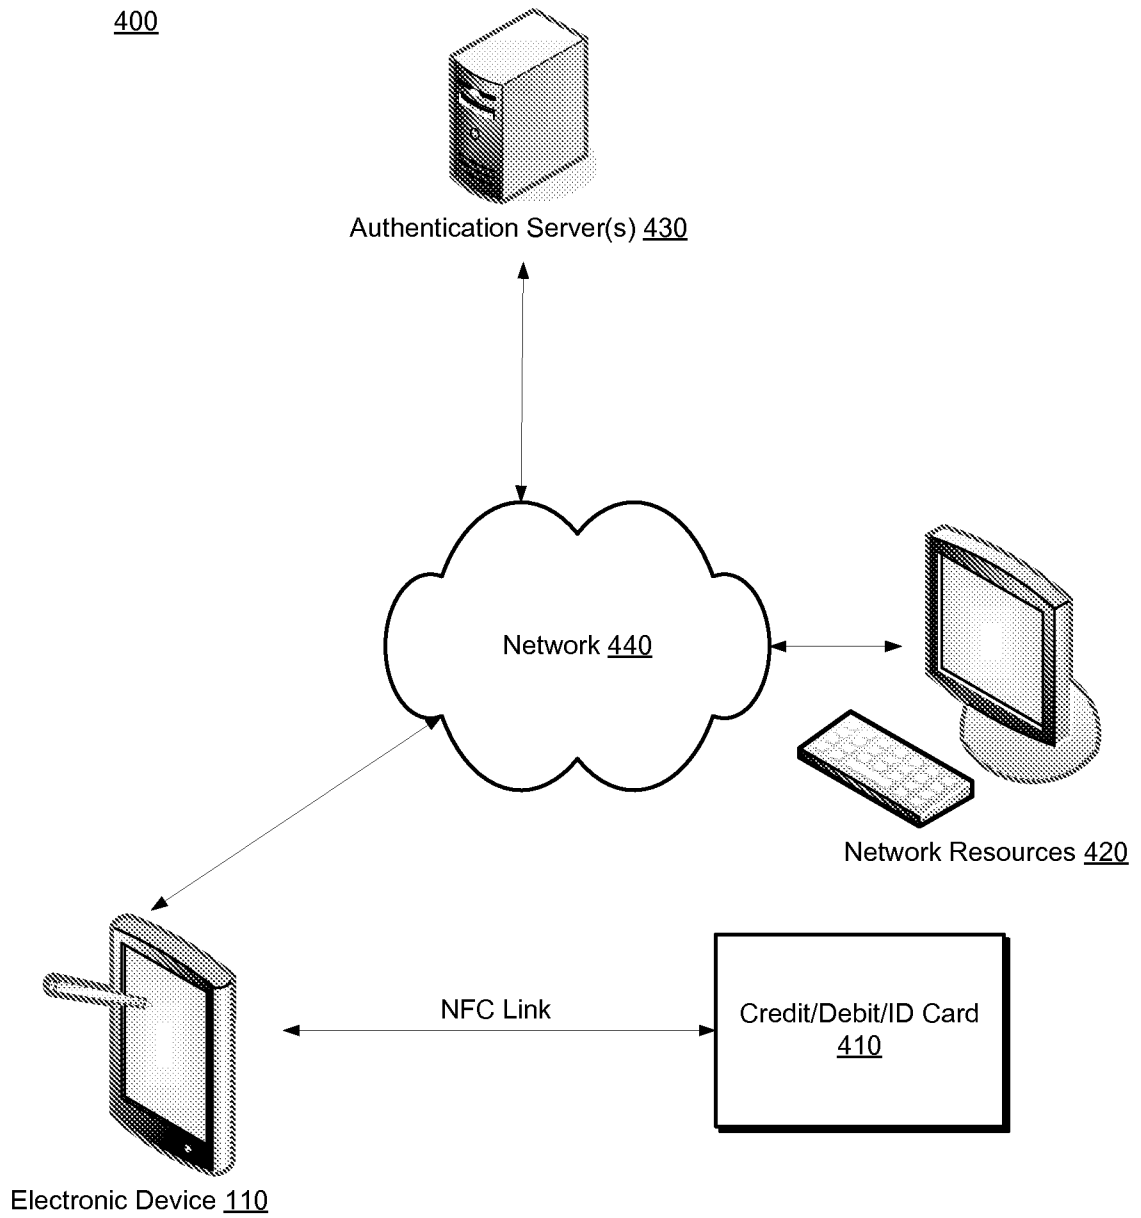 400
Authentication Server(s) 430
Network 440
Network Resources 420
NFC Link
Credit/Debit/ID Card
410
Electronic Device 110